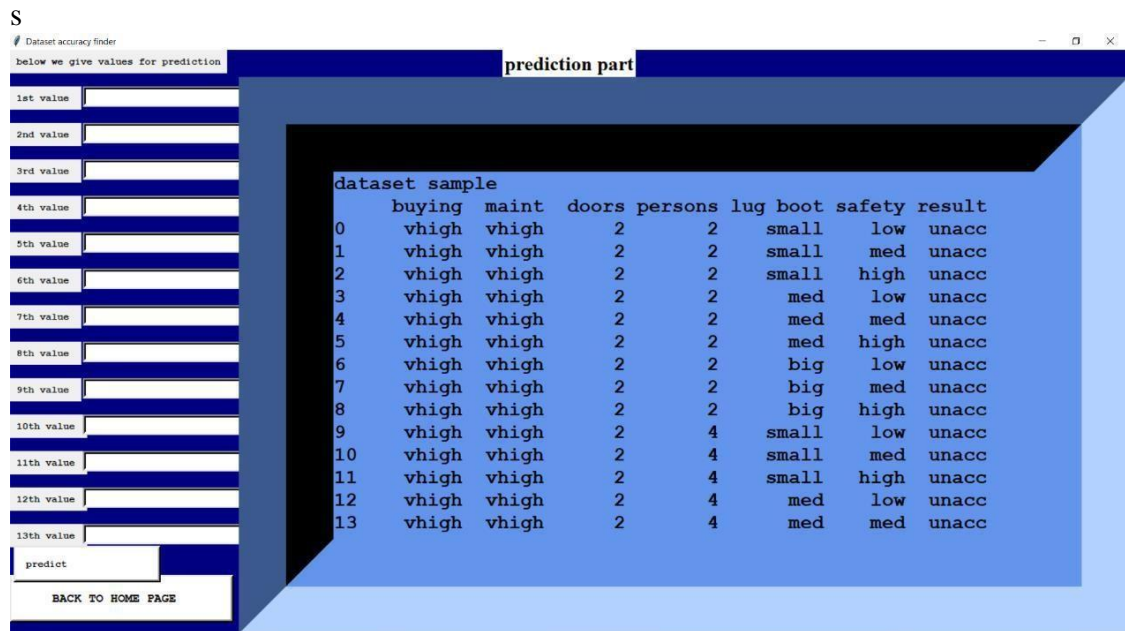 s
Dataset accuracy finder
below we give values for prediction
prediction part
1st value
2nd value
3rd value
4th value
5th value
6th value
7th value
8th value
9th value
10th value
11th value
12th value
13th value
predict
BACK TO HOME PAGE
dataset sample
buying maint doors persons lug boot safety result
0 vhigh vhigh 2 2 small low unacc
1 vhigh vhigh 2 2 small med unacc
2 vhigh vhigh 2 2 small high unacc
3 vhigh vhigh 2 2 med low unacc
4 vhigh vhigh 2 2 med med unacc
5 vhigh vhigh 2 2 med high unacc
6 vhigh vhigh 2 2 big low unacc
7 vhigh vhigh 2 2 big med unacc
8 vhigh vhigh 2 2 big high unacc
9 vhigh vhigh 2 4 small low unacc
10 vhigh vhigh 2 4 small med unacc
11 vhigh vhigh 2 4 small high unacc
12 vhigh vhigh 2 4 med low unacc
13 vhigh vhigh 2 4 med med unacc